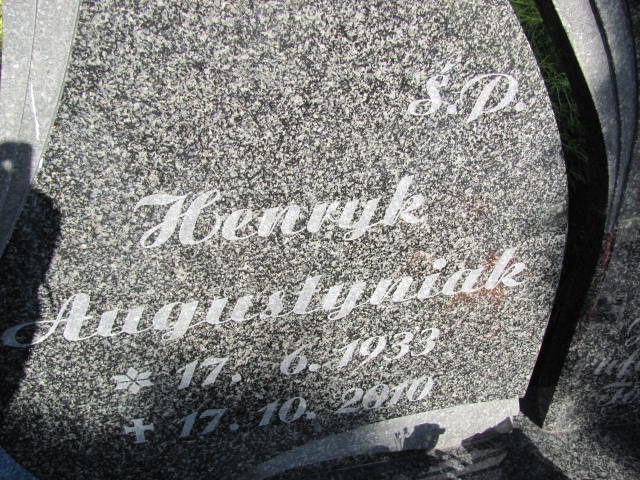 Ś.P.
Henryk
Augustyniak
* 17. 6. 1933
✝ 17. 10. 2010